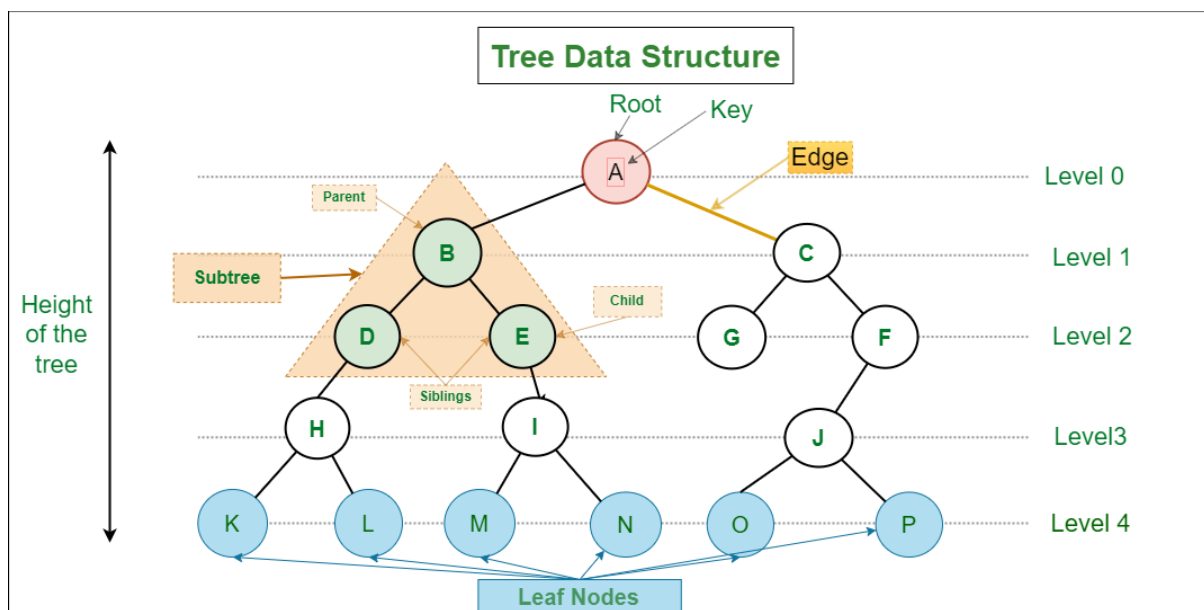 Tree Data Structure
Root
Key
A
Edge
Level 0
Parent
B
C
Level 1
Subtree
Child
Height
of the
tree
D
E
G
F
Level 2
Siblings
H
I
J
Level3
K
L
M
N
O
P
Level 4
Leaf Nodes